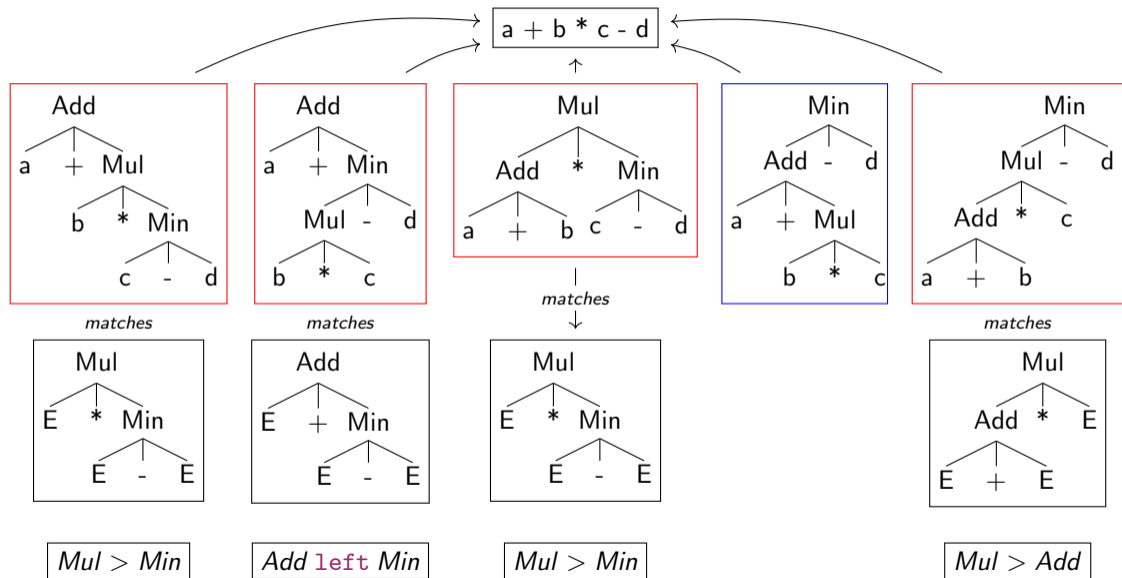 a + b * c - d
Add Add Mul Min Min
a + Mul a + Min Add * Min Add - d Mul - d
b * Min Mul - d a + b c - d a + Mul Add * c
c - d b * c b * c a + b
matches matches matches matches
Mul Add Mul Mul
E * Min E + Min E * Min Add * E
E - E E - E E - E E + E
Mul > Min Add left Min Mul > Min Mul > Add